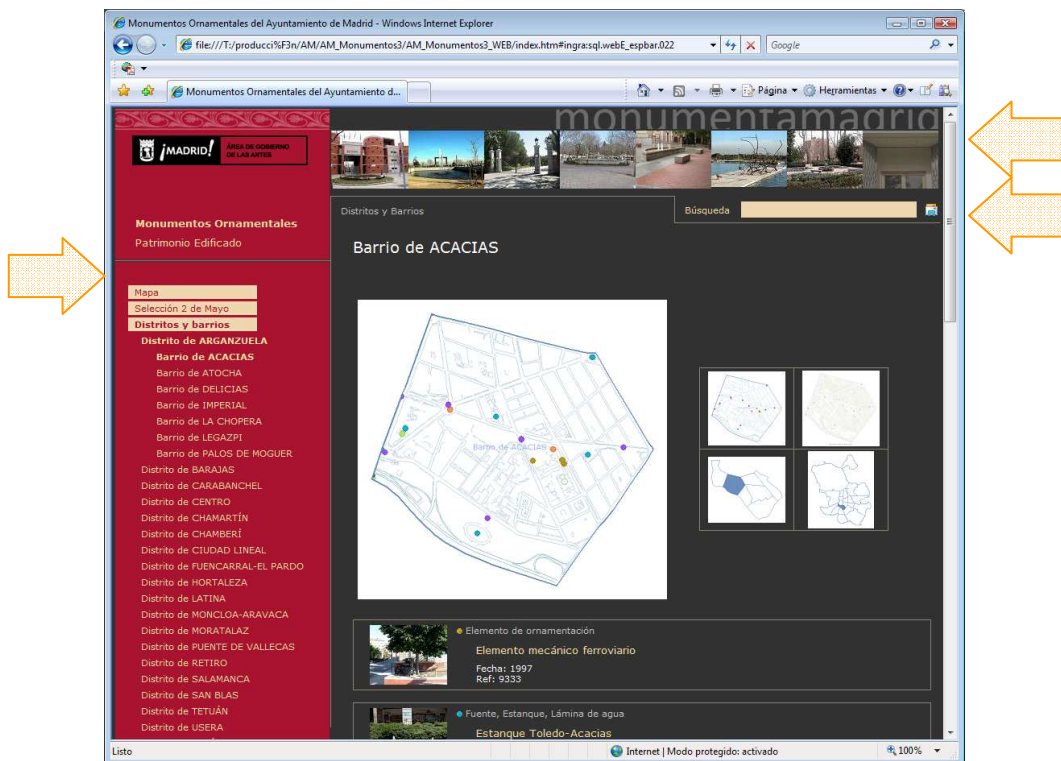 Monumentos Ornamentales del Ayuntamiento de Madrid - Windows Internet Explorer
file:///T:/producci%F3n/AM/AM_Monumentos3/AM_Monumentos3_WEB/index.htm#ingra:sql.webE_espbar.022
Google
Monumentos Ornamentales del Ayuntamiento d...
Página
Herramientas
monumentamadrid
¡MADRID!
ÁREA DE GOBIERNO
DE LAS ARTES
Distritos y Barrios
Búsqueda
Monumentos Ornamentales
Patrimonio Edificado
Barrio de ACACIAS
Mapa
Selección 2 de Mayo
Distritos y barrios
Distrito de ARGANZUELA
Barrio de ACACIAS
Barrio de ATOCHA
Barrio de DELICIAS
Barrio de IMPERIAL
Barrio de LA CHOPERA
Barrio de LEGAZPI
Barrio de PALOS DE MOGUER
Distrito de BARAJAS
Distrito de CARABANCHEL
Distrito de CENTRO
Distrito de CHAMARTÍN
Distrito de CHAMBERÍ
Distrito de CIUDAD LINEAL
Distrito de FUENCARRAL-EL PARDO
Distrito de HORTALEZA
Distrito de LATINA
Distrito de MONCLOA-ARAVACA
Distrito de MORATALAZ
Distrito de PUENTE DE VALLECAS
Distrito de RETIRO
Distrito de SALAMANCA
Distrito de SAN BLAS
Distrito de TETUÁN
Distrito de USERA
Barrio de ACACIAS
Elemento de ornamentación
Elemento mecánico ferroviario
Fecha: 1997
Ref: 9333
Fuente, Estanque, Lámina de agua
Estanque Toledo-Acacias
Listo
Internet | Modo protegido: activado
100%